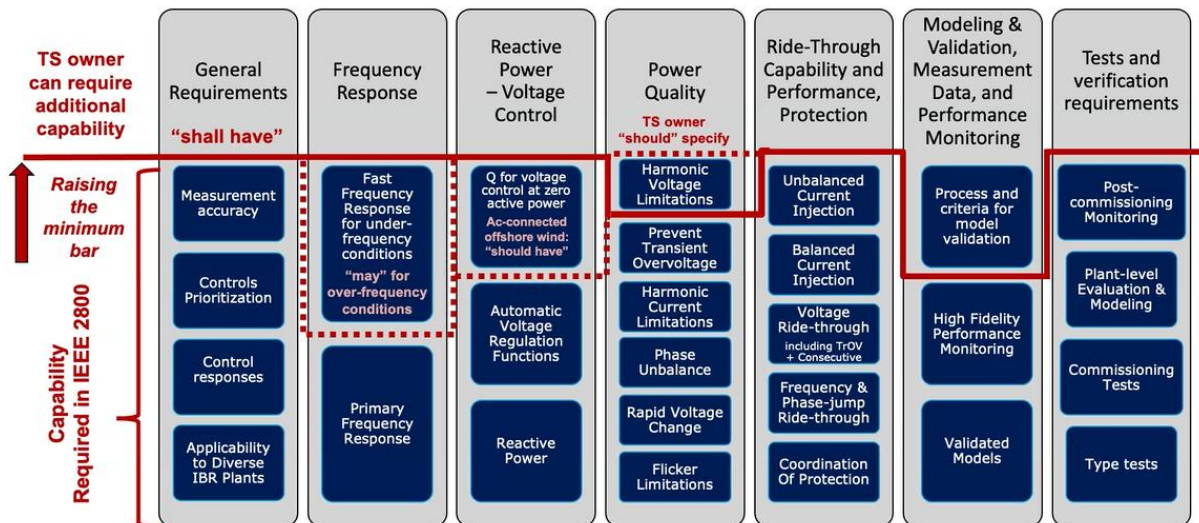 TS owner
can require
additional
capability
Raising
the
minimum
bar
Capability
Required in IEEE 2800
General
Requirements
“shall have”
Measurement
accuracy
Controls
Prioritization
Control
responses
Applicability
to Diverse
IBR Plants
Frequency
Response
Fast
Frequency
Response
for under-
frequency
conditions
“may” for
over-frequency
conditions
Primary
Frequency
Response
Reactive
Power
– Voltage
Control
Q for voltage
control at zero
active power
Ac-connected
offshore wind:
“should have”
Automatic
Voltage
Regulation
Functions
Reactive
Power
Power
Quality
TS owner
“should” specify
Harmonic
Voltage
Limitations
Prevent
Transient
Overvoltage
Harmonic
Current
Limitations
Phase
Unbalance
Rapid Voltage
Change
Flicker
Limitations
Ride-Through
Capability and
Performance,
Protection
Unbalanced
Current
Injection
Balanced
Current
Injection
Voltage
Ride-through
including TrOV
+ Consecutive
Frequency &
Phase-jump
Ride-through
Coordination
Of Protection
Modeling &
Validation,
Measurement
Data, and
Performance
Monitoring
Process and
criteria for
model
validation
High Fidelity
Performance
Monitoring
Validated
Models
Tests and
verification
requirements
Post-
commissioning
Monitoring
Plant-level
Evaluation &
Modeling
Commissioning
Tests
Type tests